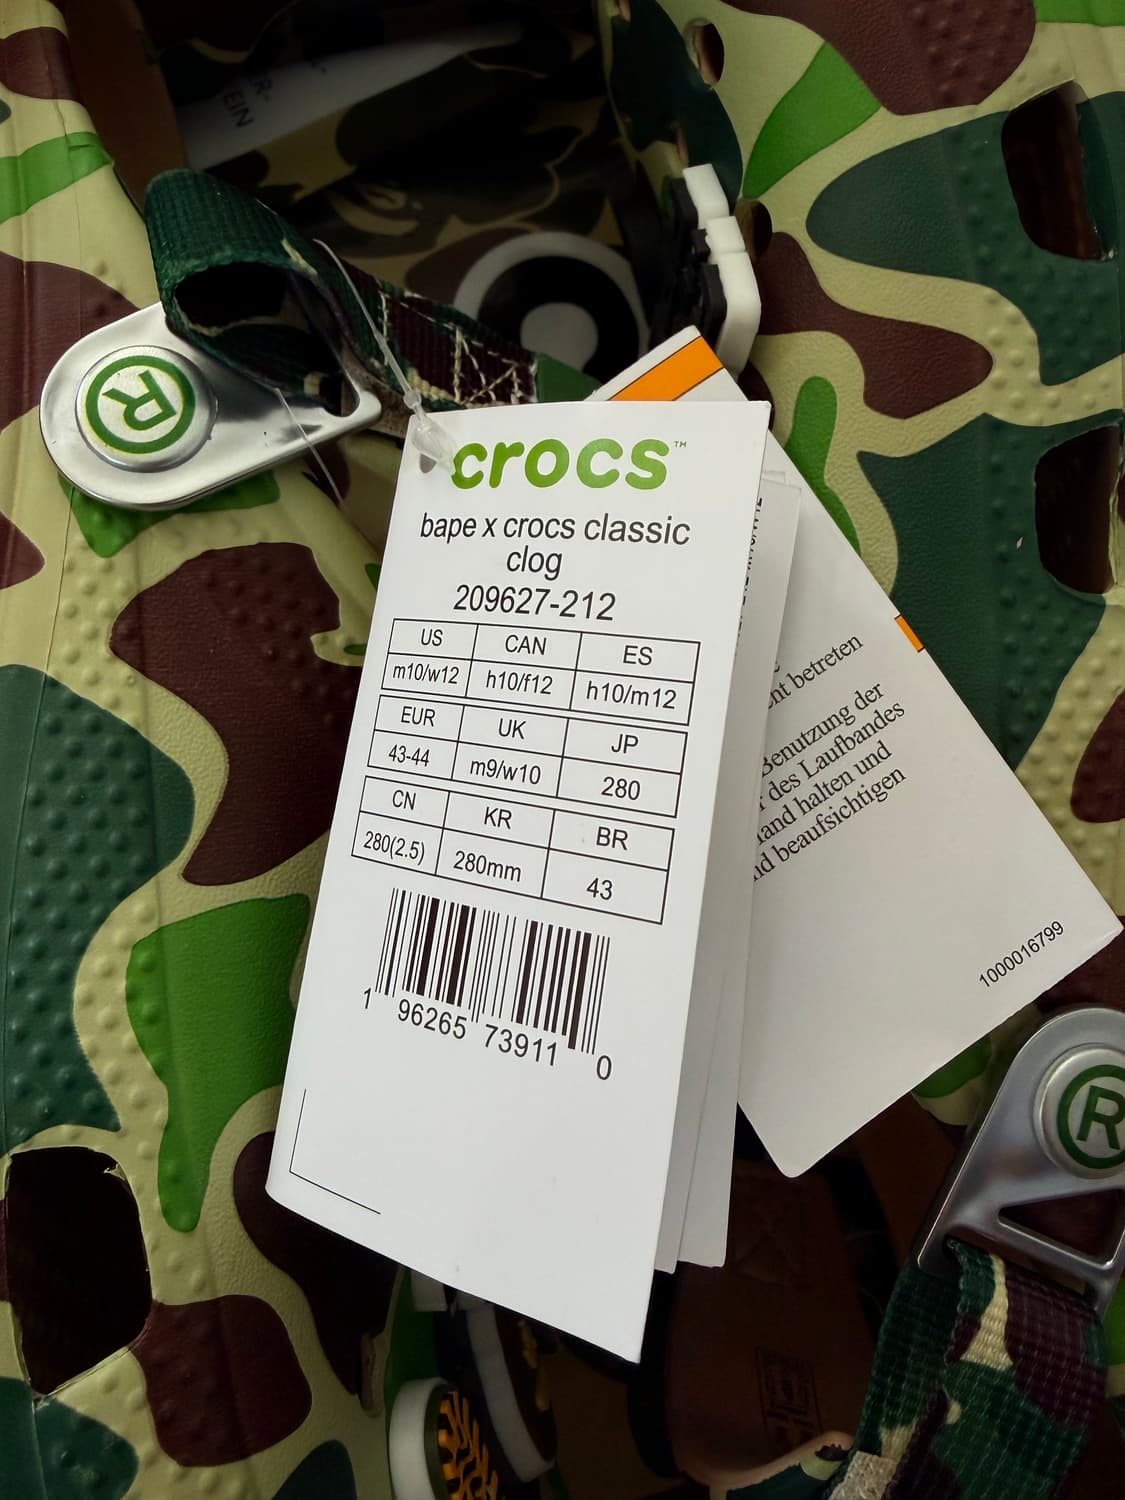 EIN
R
crocs™
bape x crocs classic
clog
209627-212
US CAN ES
m10/w12 h10/f12 h10/m12
EUR UK JP
43-44 m9/w10 280
CN KR BR
280(2.5) 280mm 43
1 96265 73911 0
betreten
Benutzung der
des Laufbandes
halten und
beaufsichtigen
1000016799
R